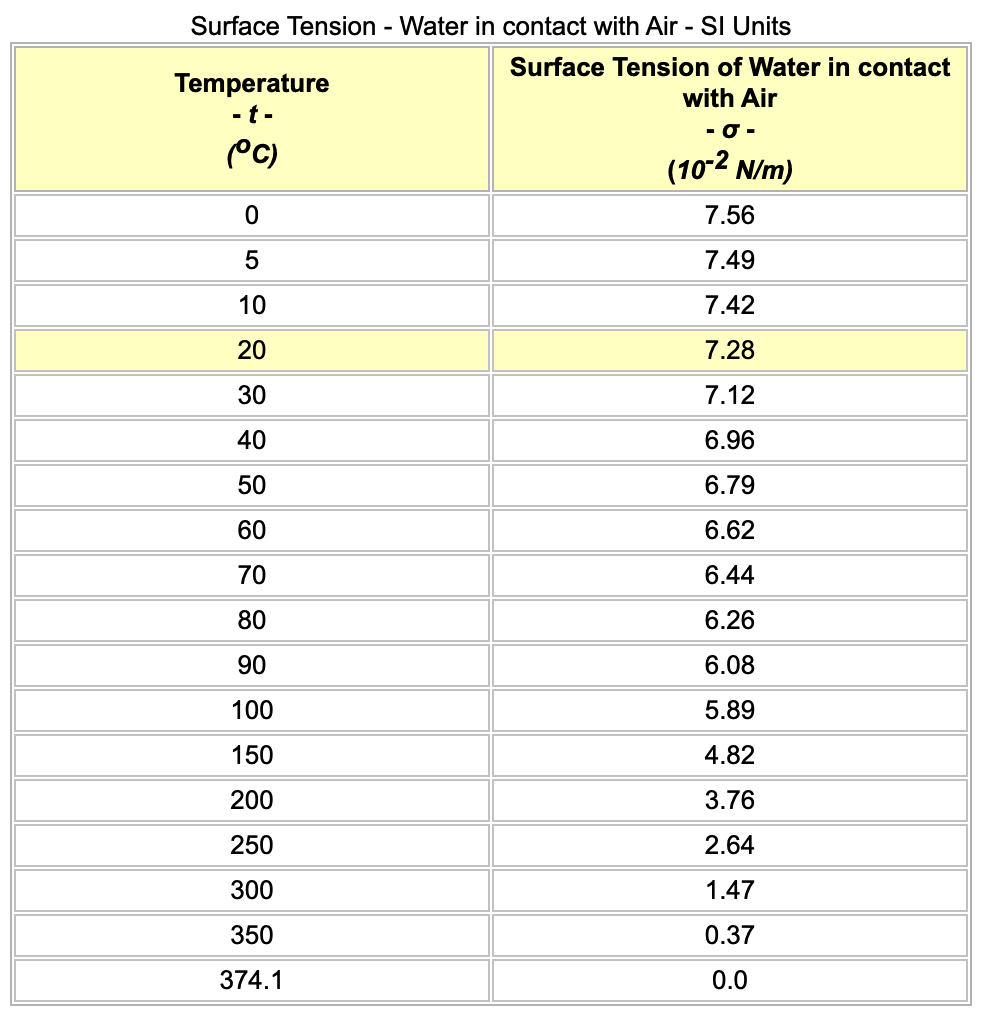 Surface Tension - Water in contact with Air - SI Units
Temperature
- t -
(ºC)
Surface Tension of Water in contact
with Air
- σ -
(10-2 N/m)
0 7.56
5 7.49
10 7.42
20 7.28
30 7.12
40 6.96
50 6.79
60 6.62
70 6.44
80 6.26
90 6.08
100 5.89
150 4.82
200 3.76
250 2.64
300 1.47
350 0.37
374.1 0.0